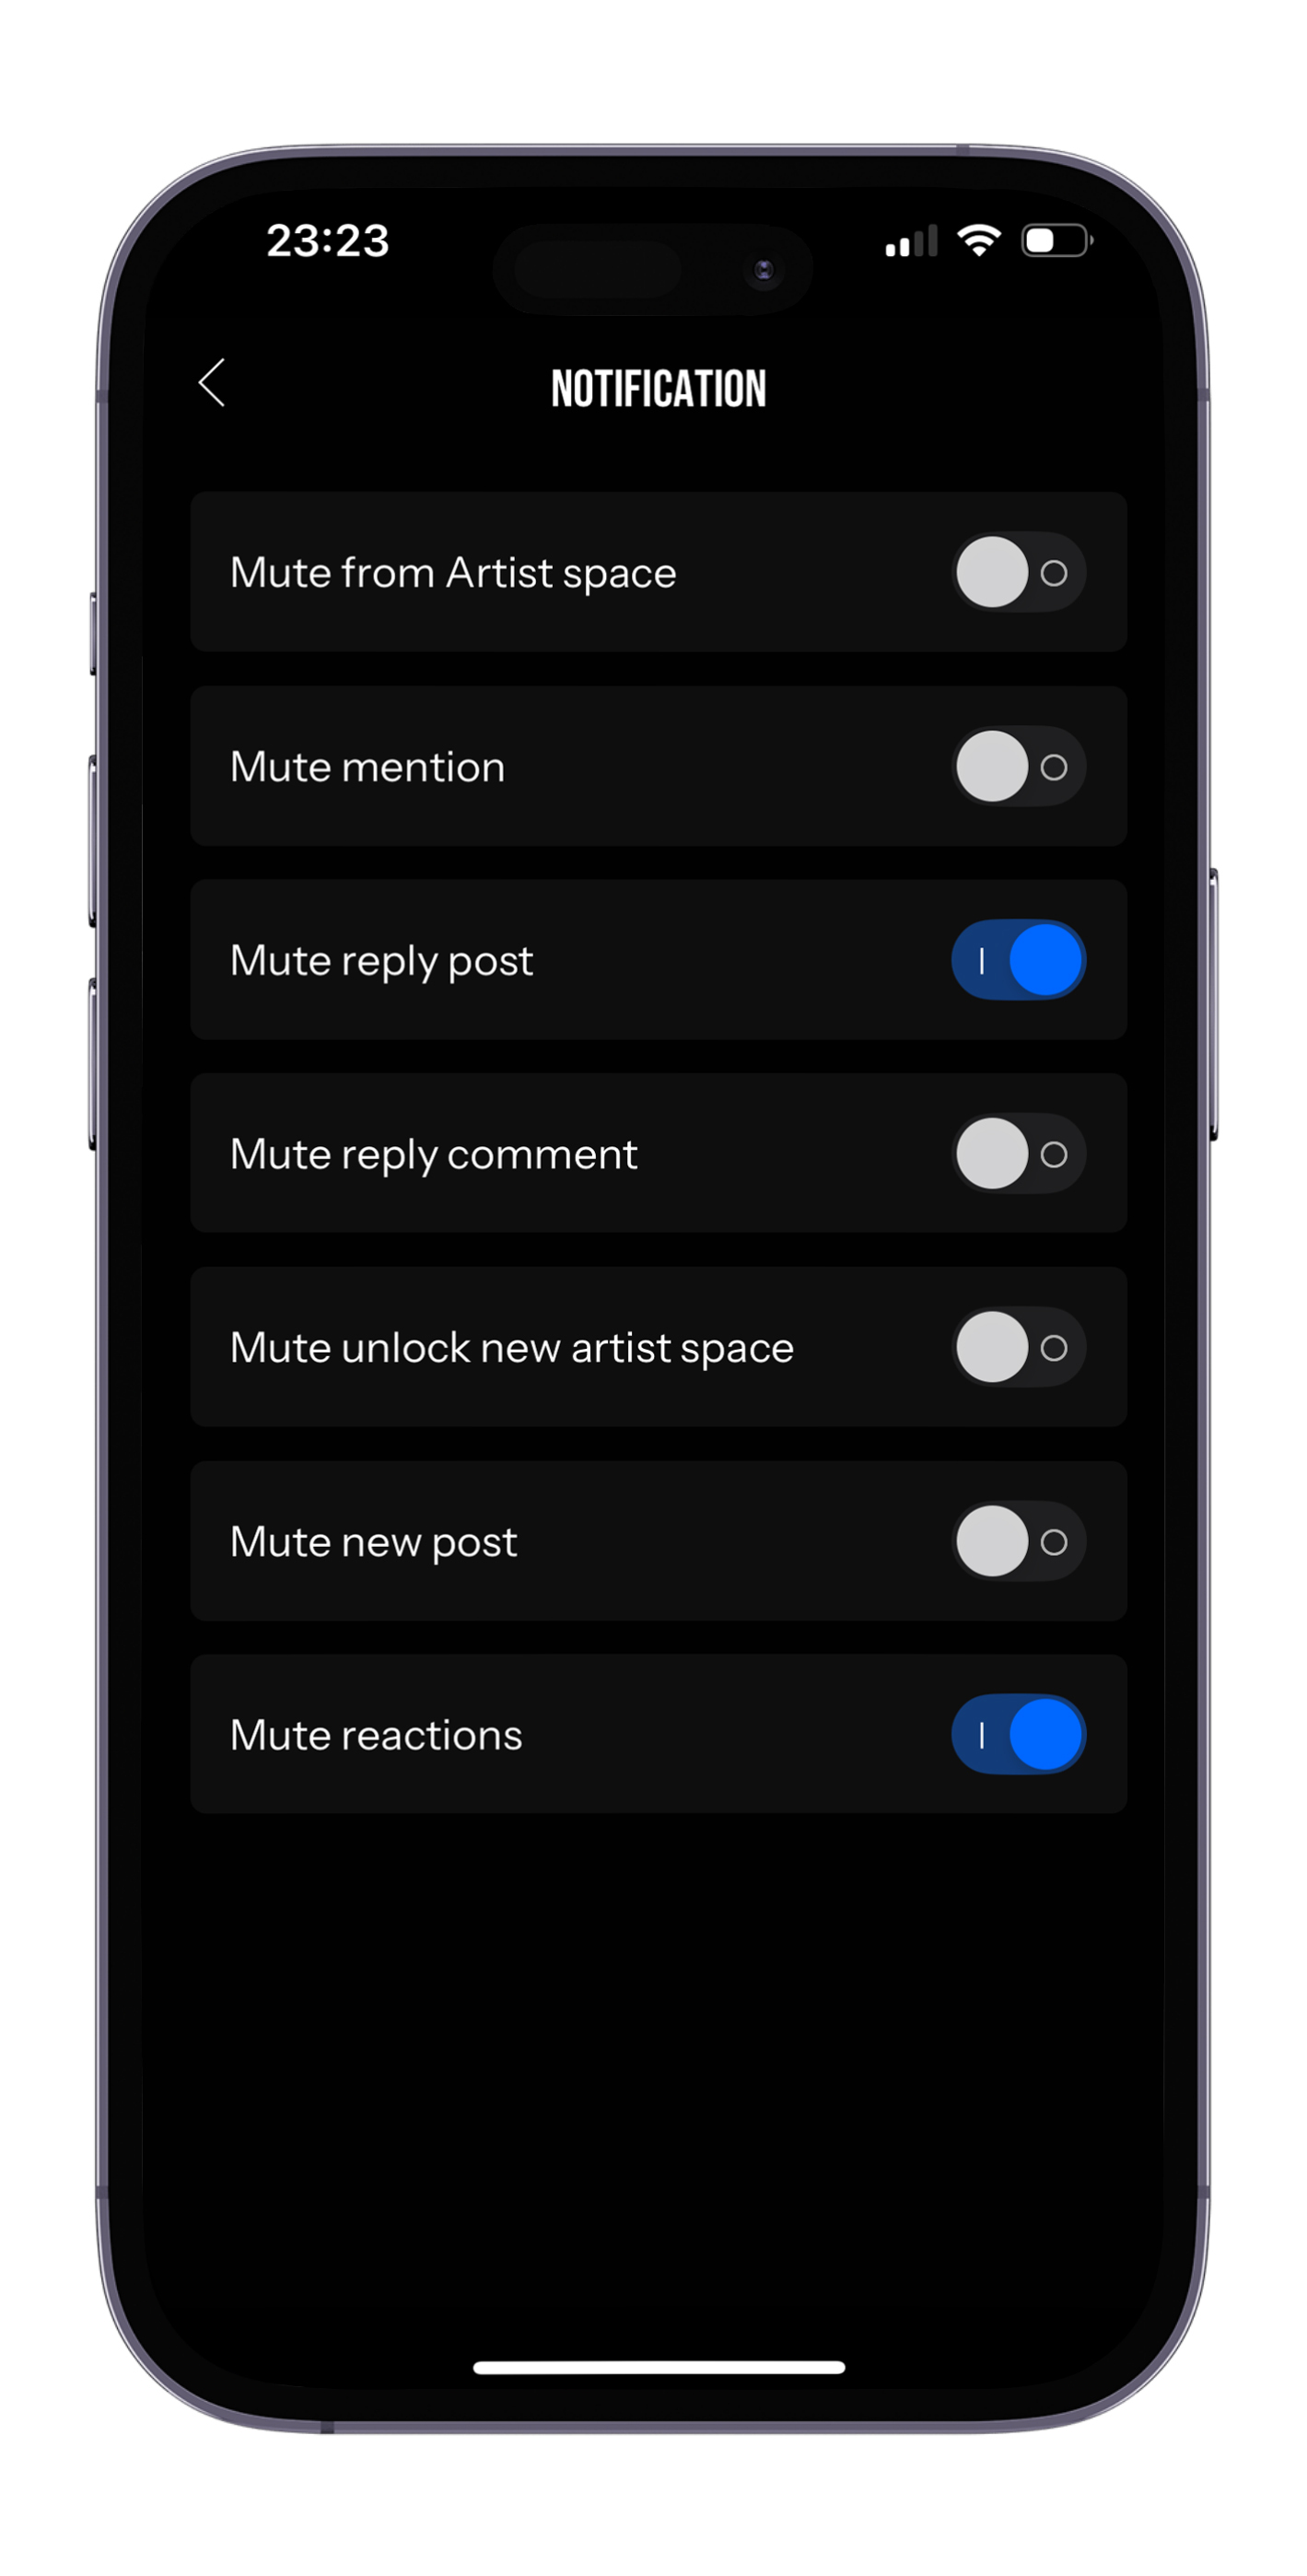 23:23
NOTIFICATION
Mute from Artist space
Mute mention
Mute reply post
Mute reply comment
Mute unlock new artist space
Mute new post
Mute reactions